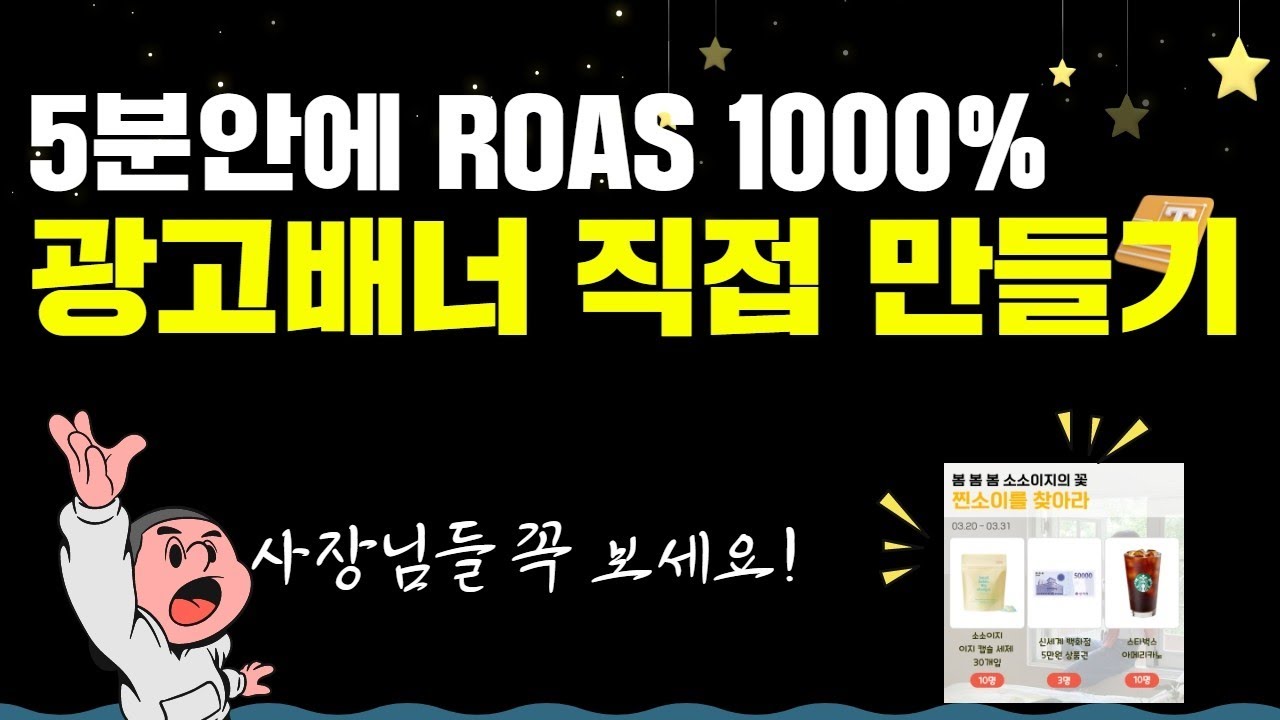 5분안에 ROAS 1000%
광고배너 직접 만들기
T
사장님들 꼭 보세요!
봄 봄 봄 소소이지의 꽃
찐소이를 찾아라
03.20 - 03.31
50000
소소이지
이지 캡슐 세제
30개입
10명
신세계 백화점
5만원 상품권
3명
스타벅스
아메리카노
10명